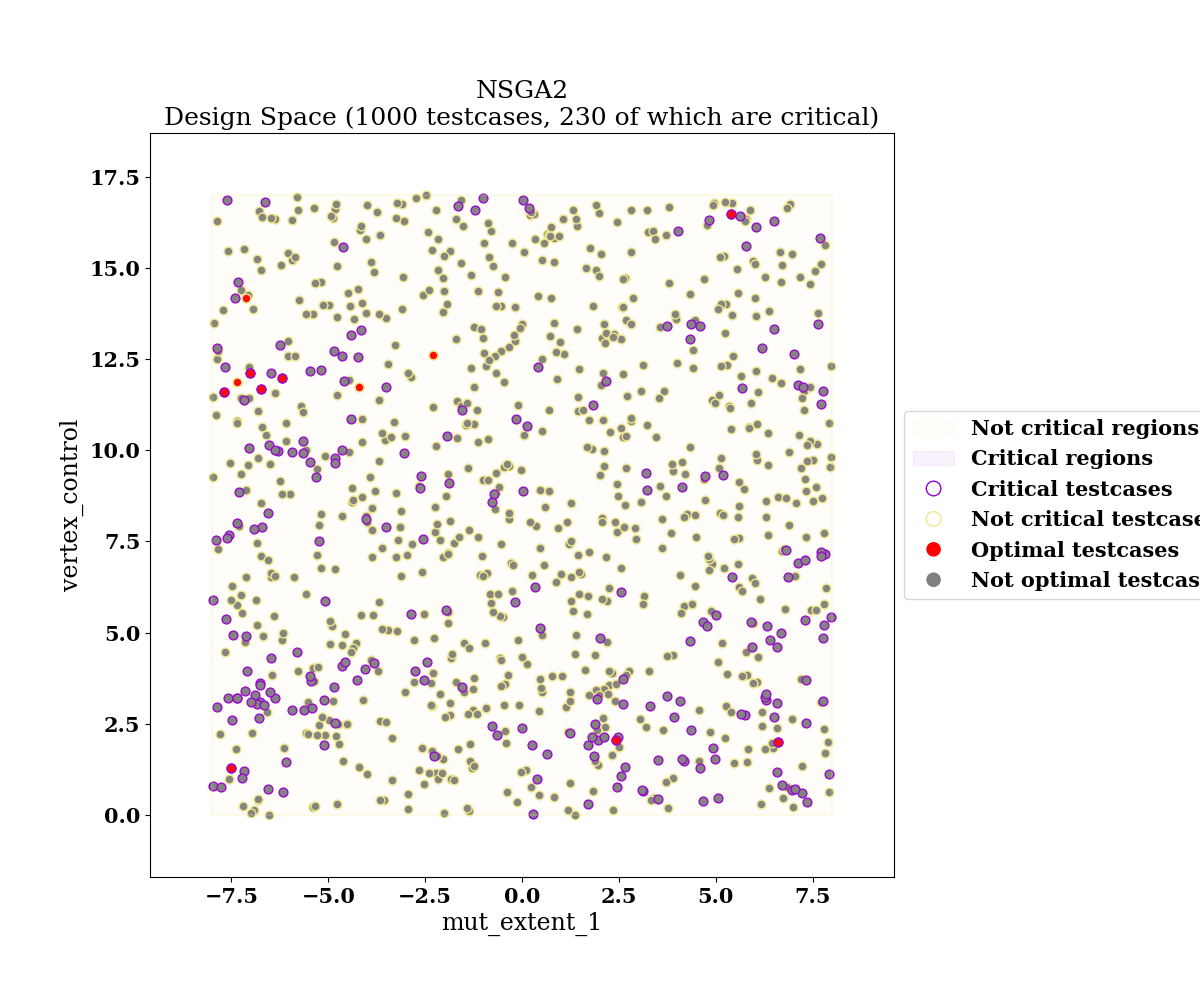 NSGA2
Design Space (1000 testcases, 230 of which are critical)
17.5
15.0
12.5
10.0
7.5
5.0
2.5
0.0
vertex_control
−7.5 −5.0 −2.5 0.0 2.5 5.0 7.5
mut_extent_1
Not critical regions
Critical regions
Critical testcases
Not critical testcase
Optimal testcases
Not optimal testcas